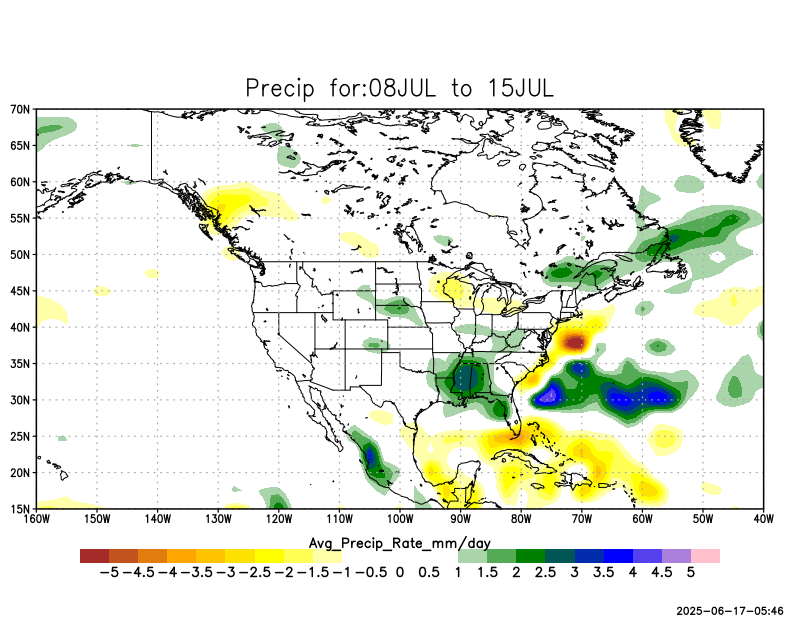 Precip for:08JUL to 15JUL
70N
65N
60N
55N
50N
45N
40N
35N
30N
25N
20N
15N
160W 150W 140W 130W 120W 110W 100W 90W 80W 70W 60W 50W 40W
Avg_Precip_Rate_mm/day
-5 -4.5 -4 -3.5 -3 -2.5 -2 -1.5 -1 -0.5 0 0.5 1 1.5 2 2.5 3 3.5 4 4.5 5
2025-06-17-05:46